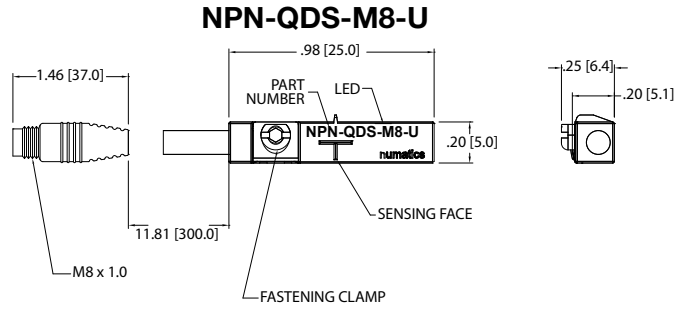 NPN-QDS-M8-U
.98 [25.0]
1.46 [37.0]
.25 [6.4]
PART
NUMBER
LED
.20 [5.1]
NPN-QDS-M8-U
.20 [5.0]
numatics
SENSING FACE
11.81 [300.0]
M8 x 1.0
FASTENING CLAMP